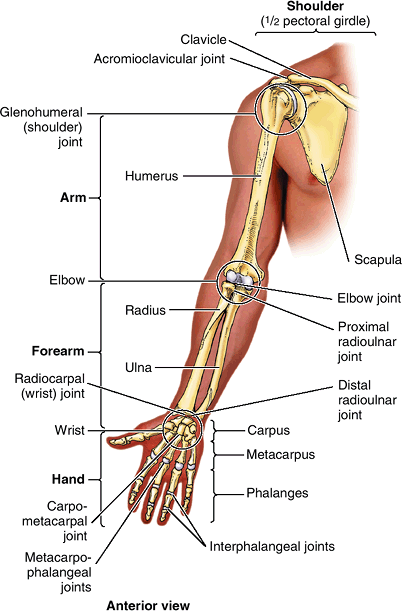 Shoulder
(1/2 pectoral girdle)
Clavicle
Acromioclavicular joint
Glenohumeral
(shoulder)
joint
Humerus
Arm
Scapula
Elbow
Elbow joint
Radius
Proximal
radioulnar
joint
Forearm
Ulna
Radiocarpal
(wrist) joint
Distal
radioulnar
joint
Wrist
Carpus
Metacarpus
Hand
Phalanges
Carpo-
metacarpal
joint
Interphalangeal joints
Metacarpo-
phalangeal joints
Anterior view